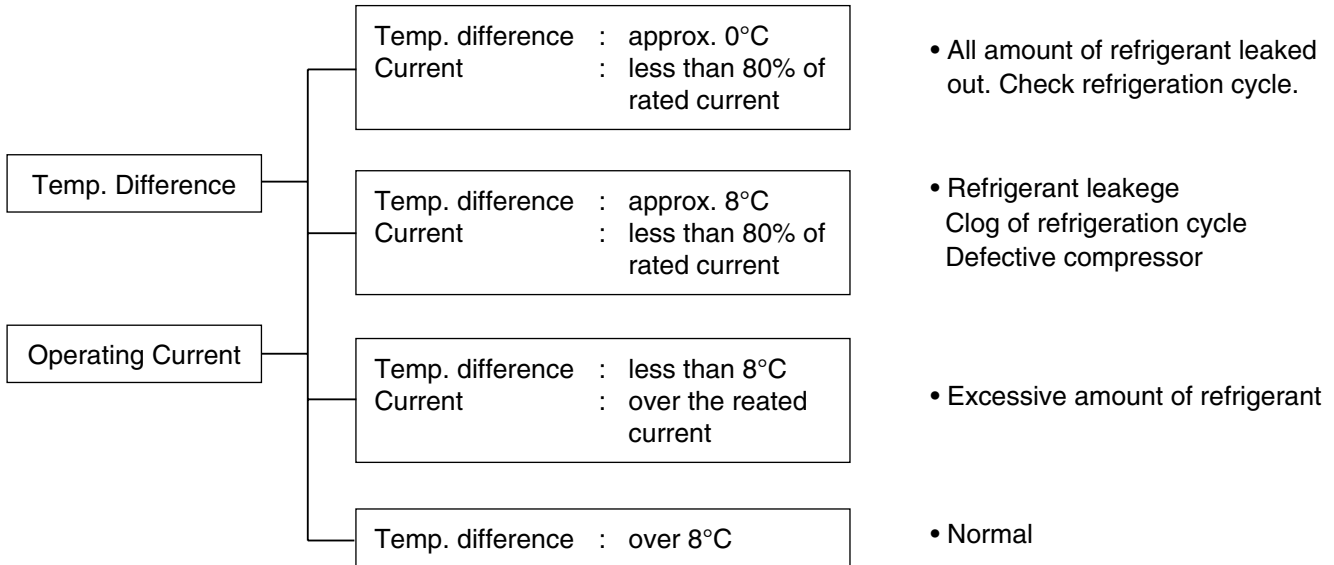 Temp. Difference
Operating Current
Temp. difference : approx. 0°C
Current : less than 80% of
rated current
• All amount of refrigerant leaked
out. Check refrigeration cycle.
Temp. difference : approx. 8°C
Current : less than 80% of
rated current
• Refrigerant leakege
Clog of refrigeration cycle
Defective compressor
Temp. difference : less than 8°C
Current : over the reated
current
• Excessive amount of refrigerant
Temp. difference : over 8°C
• Normal